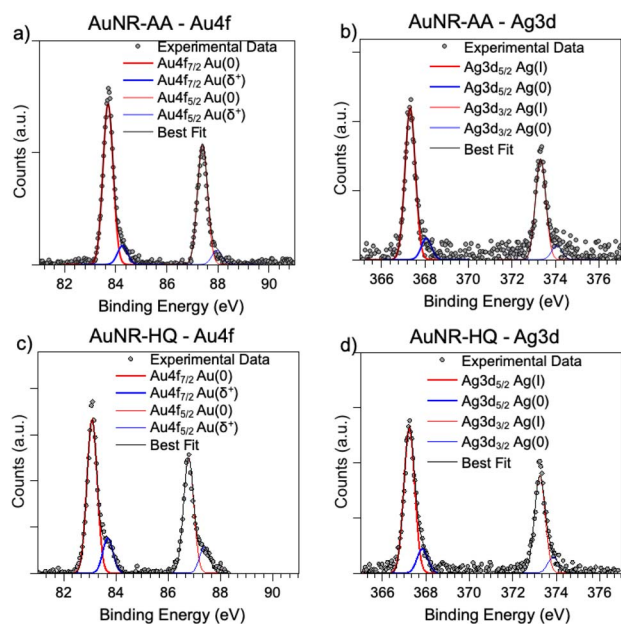 AuNR-AA - Au4f
a)
Experimental Data
Au4f7/2 Au(0)
Au4f7/2 Au(δ+)
Au4f5/2 Au(0)
Au4f5/2 Au(δ+)
Best Fit
Counts (a.u.)
82 84 86 88 90
Binding Energy (eV)
AuNR-AA - Ag3d
b)
Experimental Data
Ag3d5/2 Ag(I)
Ag3d5/2 Ag(0)
Ag3d3/2 Ag(I)
Ag3d3/2 Ag(0)
Best Fit
Counts (a.u.)
366 368 370 372 374 376
Binding Energy (eV)
AuNR-HQ - Au4f
c)
Experimental Data
Au4f7/2 Au(0)
Au4f7/2 Au(δ+)
Au4f5/2 Au(0)
Au4f5/2 Au(δ+)
Best Fit
Counts (a.u.)
82 84 86 88 90
Binding Energy (eV)
AuNR-HQ - Ag3d
d)
Experimental Data
Ag3d5/2 Ag(I)
Ag3d5/2 Ag(0)
Ag3d3/2 Ag(I)
Ag3d3/2 Ag(0)
Best Fit
Counts (a.u.)
366 368 370 372 374 376
Binding Energy (eV)